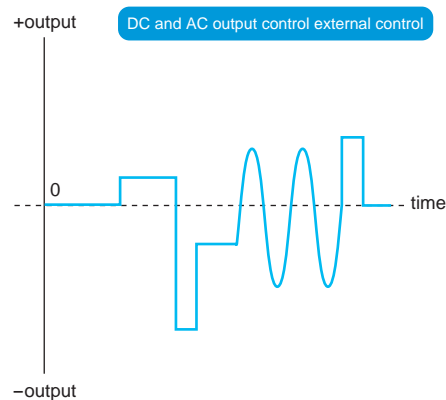 +output
DC and AC output control external control
0
time
−output